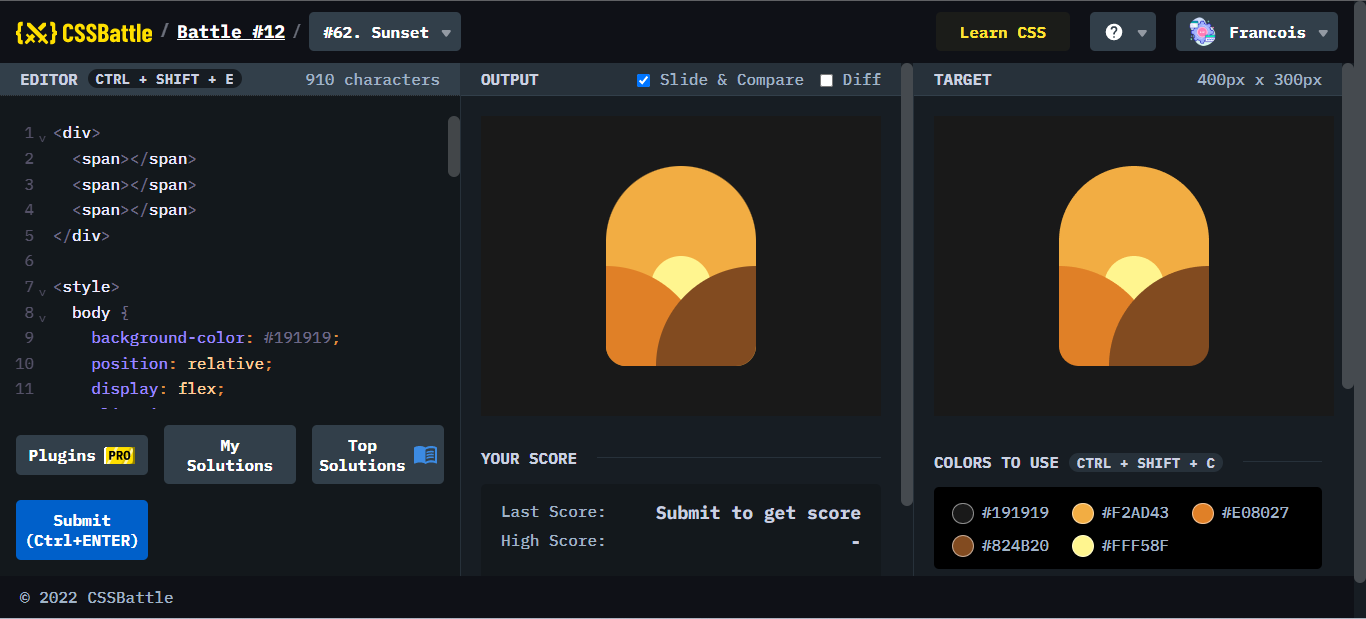 {X} CSSBattle / Battle #12 / #62. Sunset
Learn CSS
?
Francois
EDITOR CTRL + SHIFT + E 910 characters
OUTPUT Slide & Compare Diff
TARGET 400px x 300px
1 <div>
2 <span></span>
3 <span></span>
4 <span></span>
5 </div>
6
7 <style>
8 body {
9 background-color: #191919;
10 position: relative;
11 display: flex;
Plugins PRO
My
Solutions
Top
Solutions
Submit
(Ctrl+ENTER)
YOUR SCORE
Last Score: Submit to get score
High Score: -
COLORS TO USE CTRL + SHIFT + C
#191919 #F2AD43 #E08027
#824B20 #FFF58F
© 2022 CSSBattle